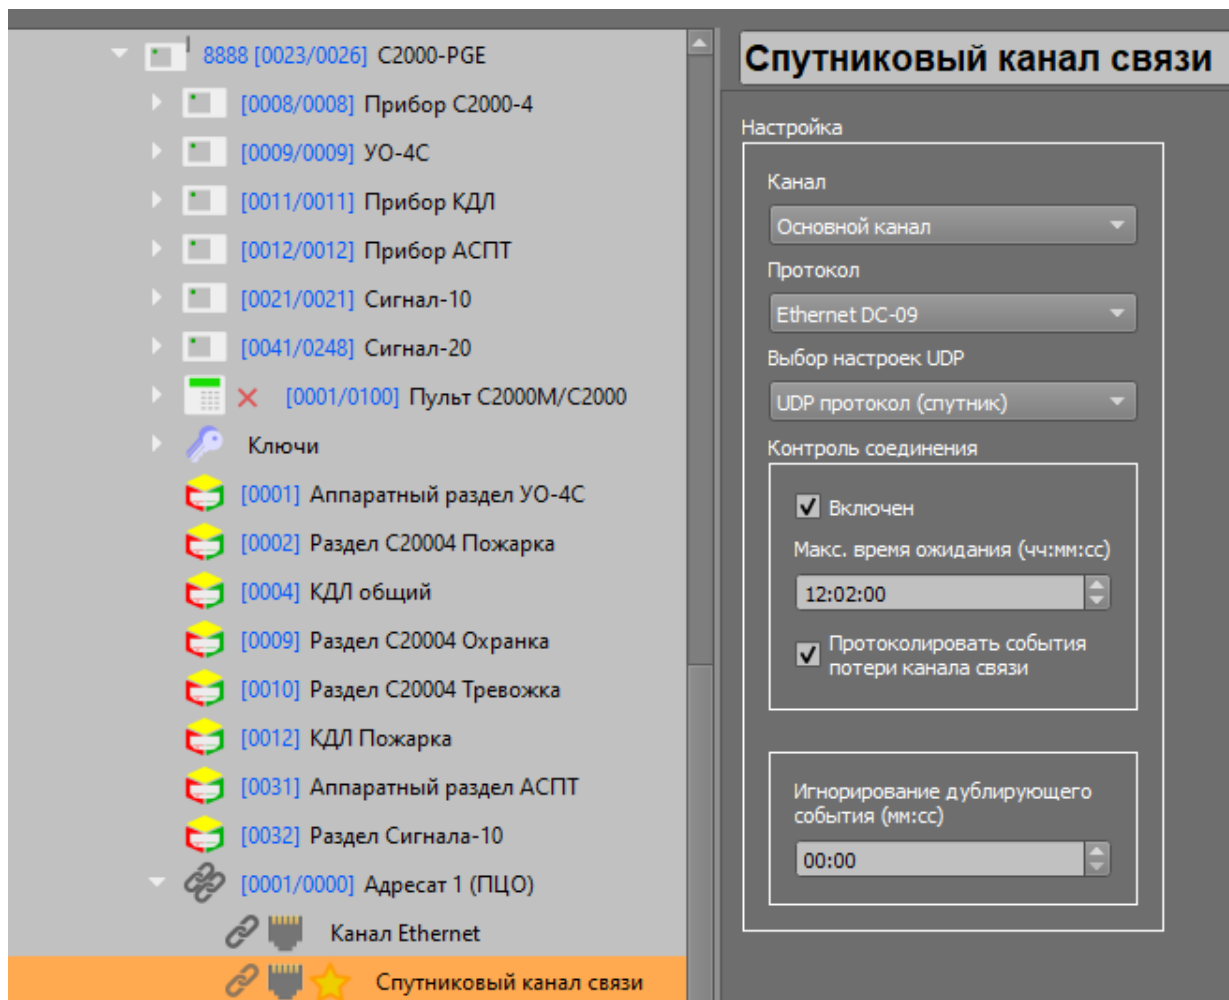 8888 [0023/0026] С2000-PGE
[0008/0008] Прибор С2000-4
[0009/0009] УО-4С
[0011/0011] Прибор КДЛ
[0012/0012] Прибор АСПТ
[0021/0021] Сигнал-10
[0041/0248] Сигнал-20
[0001/0100] Пульт С2000М/С2000
Ключи
[0001] Аппаратный раздел УО-4С
[0002] Раздел С20004 Пожарка
[0004] КДЛ общий
[0009] Раздел С20004 Охранка
[0010] Раздел С20004 Тревожка
[0012] КДЛ Пожарка
[0031] Аппаратный раздел АСПТ
[0032] Раздел Сигнала-10
[0001/0000] Адресат 1 (ПЦО)
Канал Ethernet
Спутниковый канал связи
Спутниковый канал связи
Настройка
Канал
Основной канал
Протокол
Ethernet DC-09
Выбор настроек UDP
UDP протокол (спутник)
Контроль соединения
Включен
Макс. время ожидания (чч:мм:сс)
12:02:00
Протоколировать события
потери канала связи
Игнорирование дублирующего
события (мм:сс)
00:00